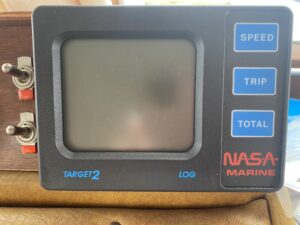 SPEED
TRIP
TOTAL
NASA
MARINE
TARGET2 LOG